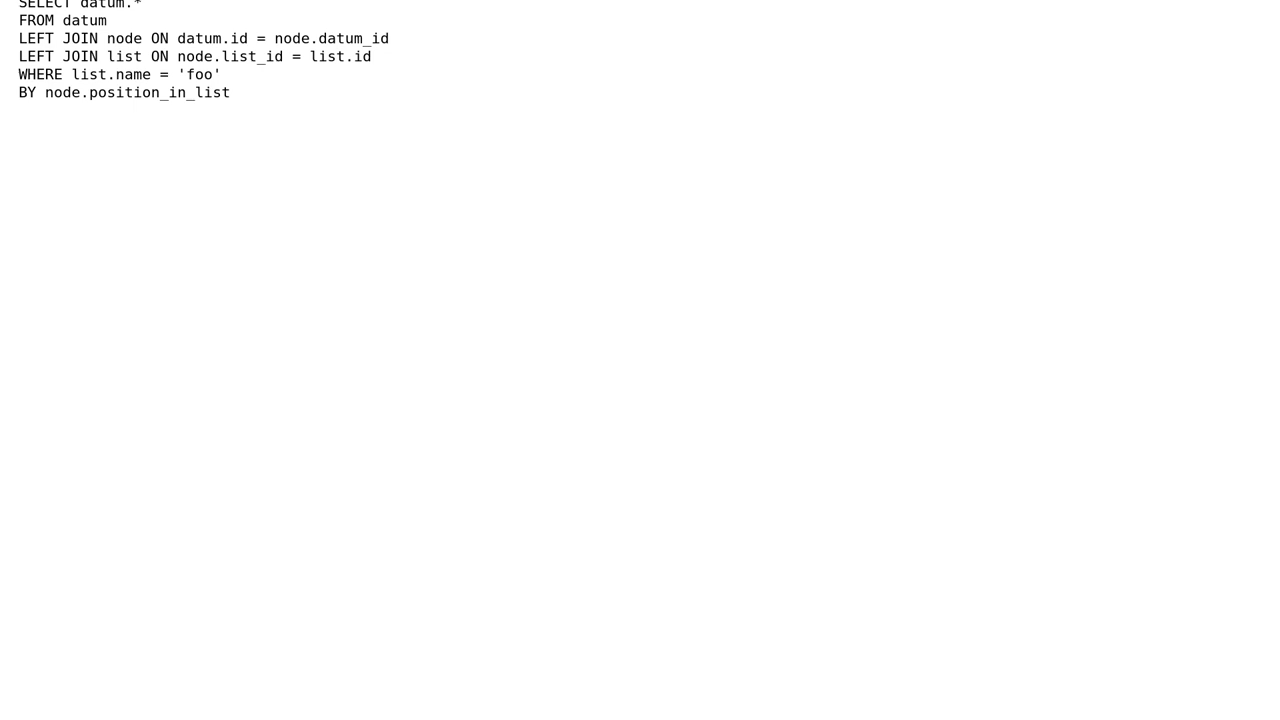 SELECT datum.*
FROM datum
LEFT JOIN node ON datum.id = node.datum_id
LEFT JOIN list ON node.list_id = list.id
WHERE list.name = 'foo'
BY node.position_in_list